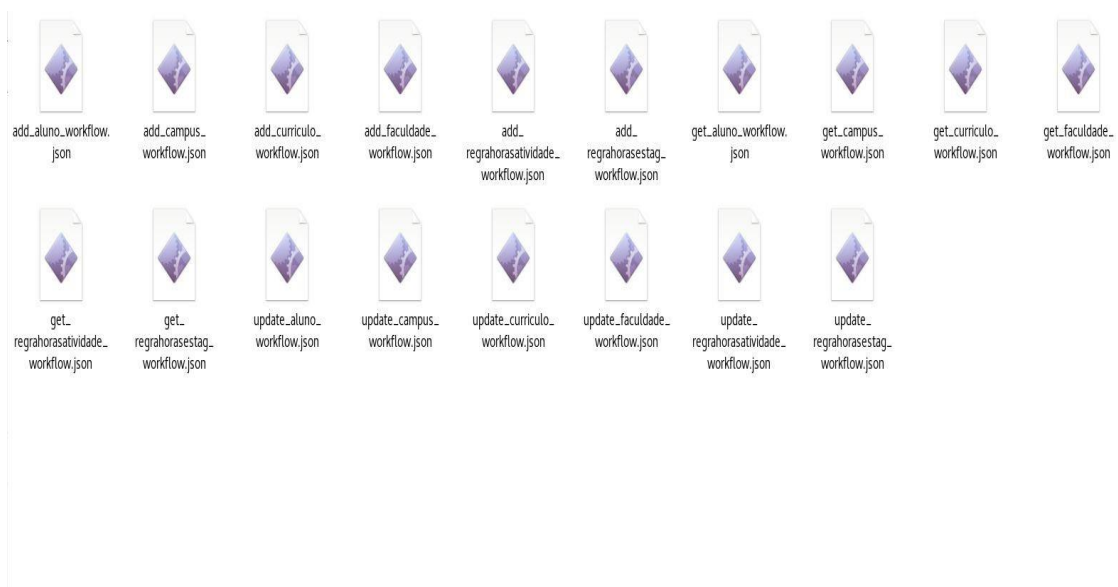 add_aluno_workflow.
json
add_campus_
workflow.json
add_curriculo_
workflow.json
add_faculdade_
workflow.json
add_
regrahorasatividade_
workflow.json
add_
regrahorasestag_
workflow.json
get_aluno_workflow.
json
get_campus_
workflow.json
get_curriculo_
workflow.json
get_faculdade_
workflow.json
get_
regrahorasatividade_
workflow.json
get_
regrahorasestag_
workflow.json
update_aluno_
workflow.json
update_campus_
workflow.json
update_curriculo_
workflow.json
update_faculdade_
workflow.json
update_
regrahorasatividade_
workflow.json
update_
regrahorasestag_
workflow.json